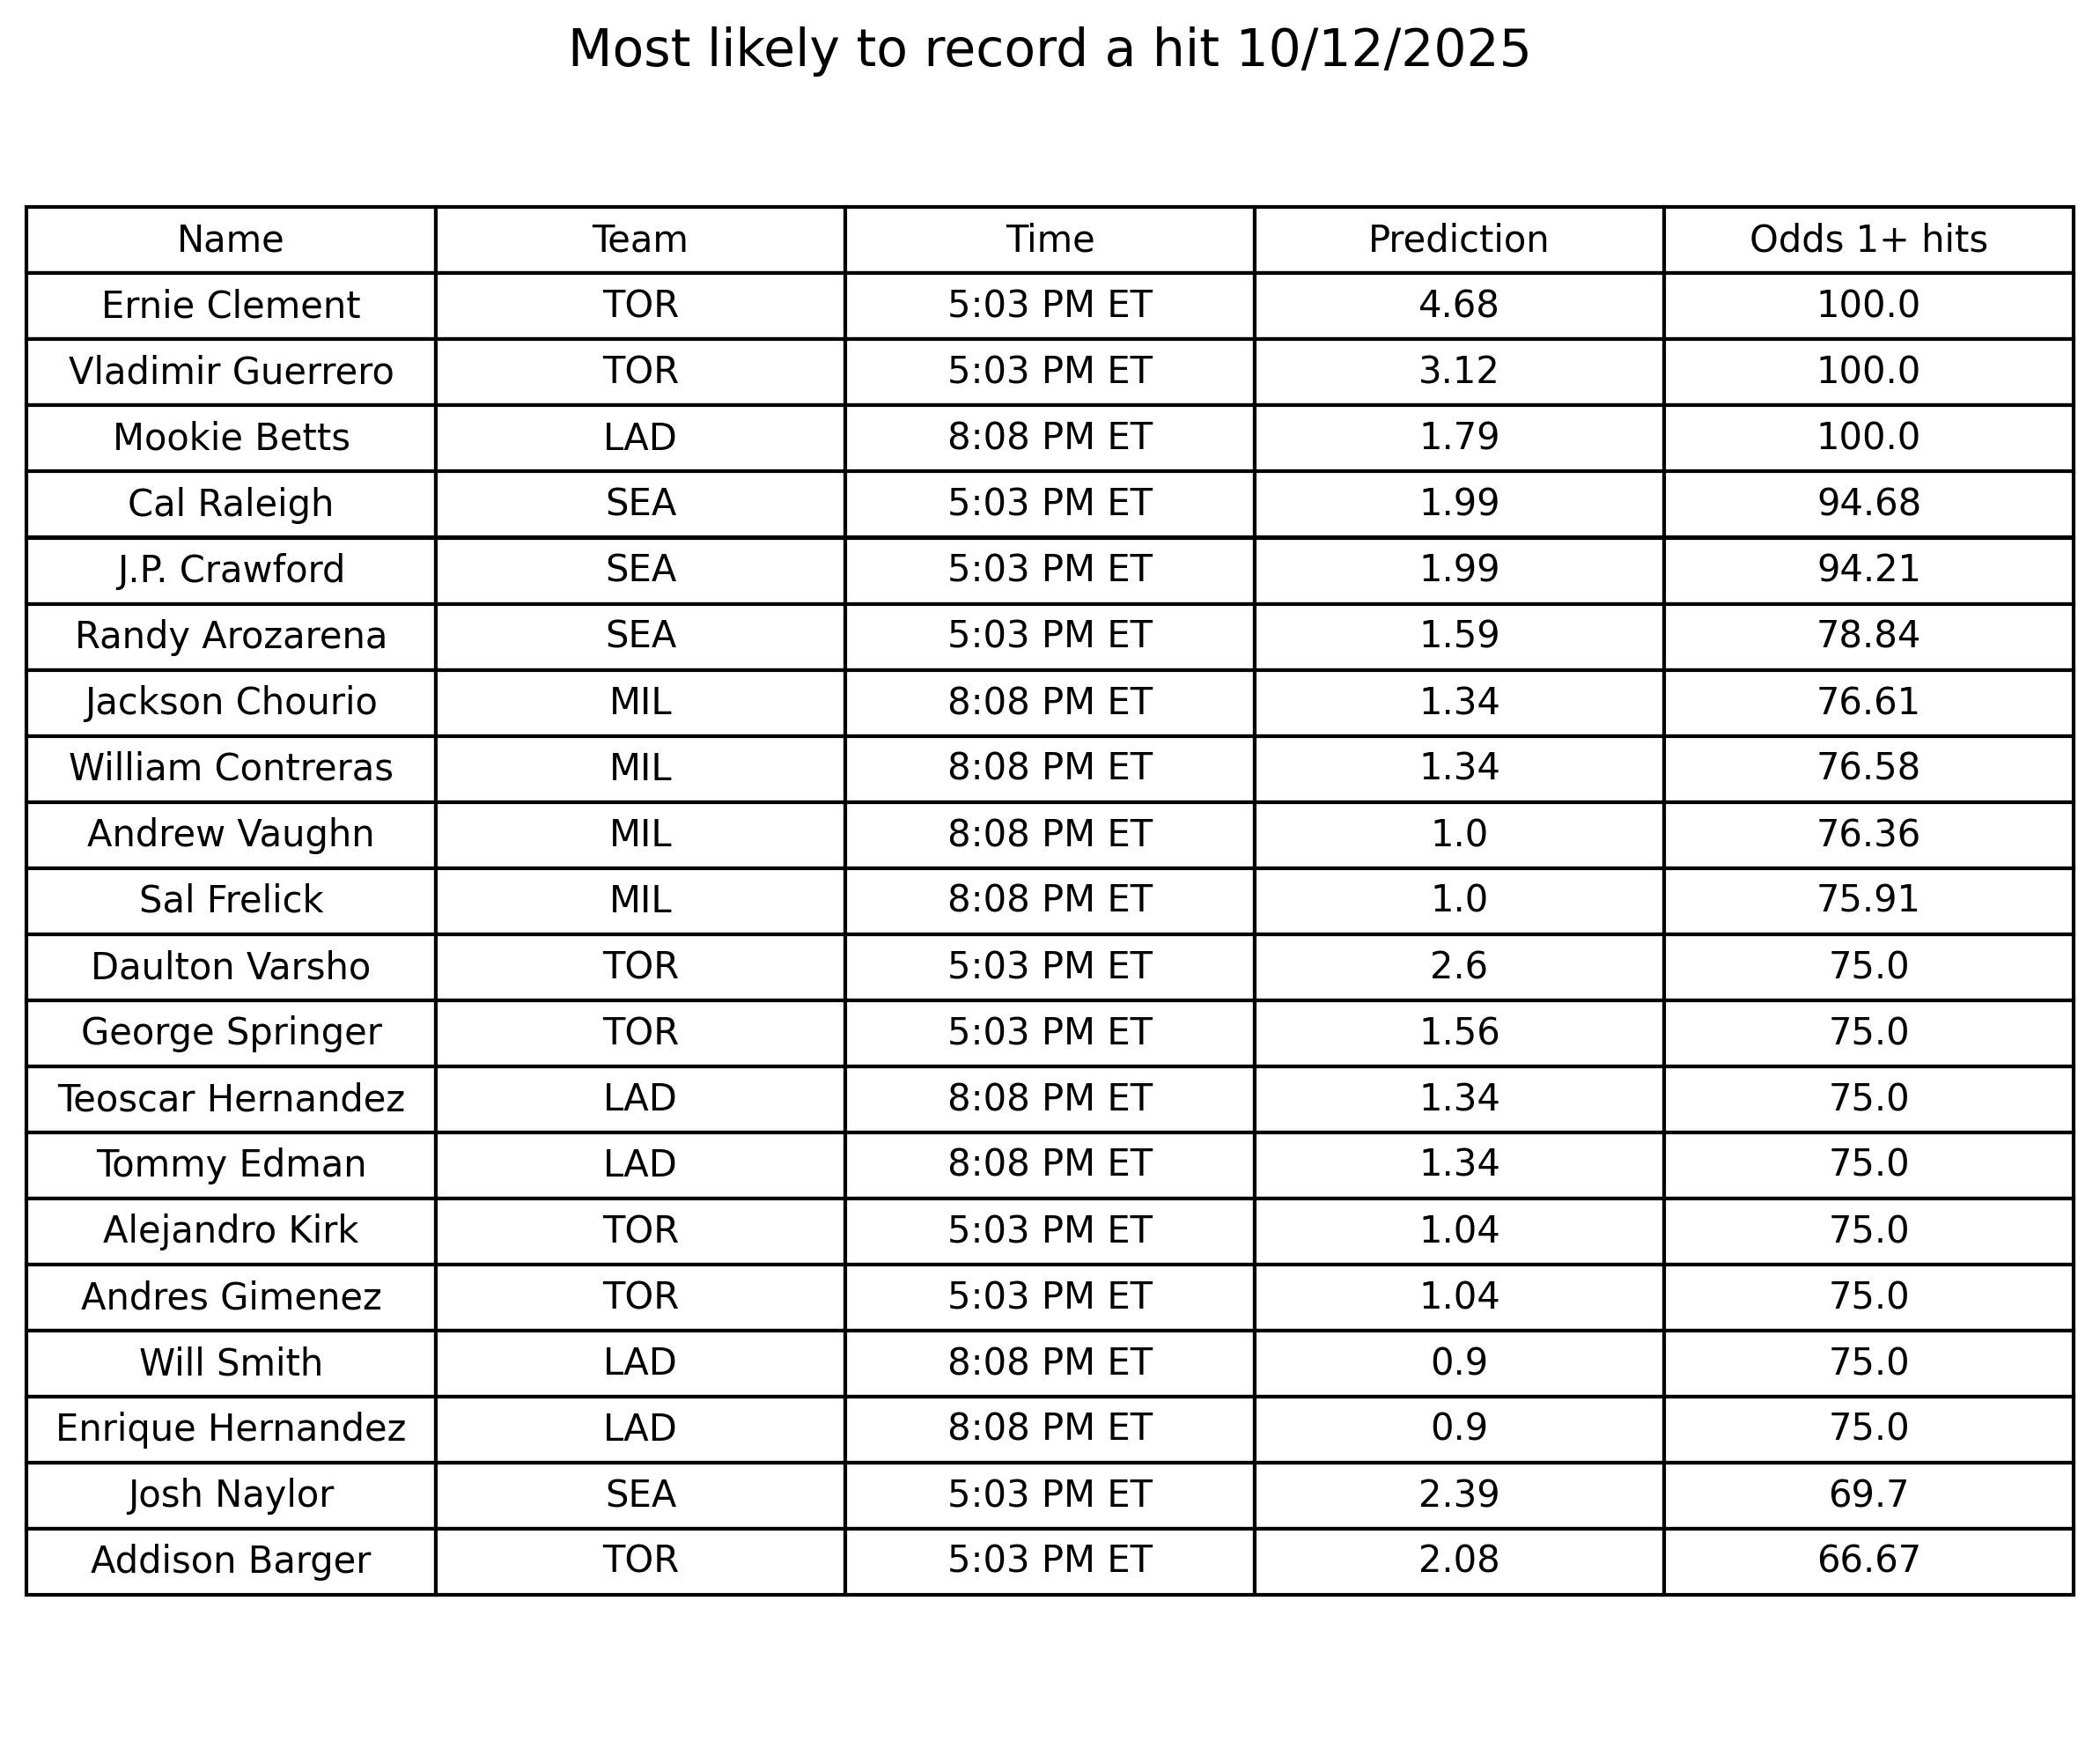 Most likely to record a hit 10/12/2025
Name Team Time Prediction Odds 1+ hits
Ernie Clement TOR 5:03 PM ET 4.68 100.0
Vladimir Guerrero TOR 5:03 PM ET 3.12 100.0
Mookie Betts LAD 8:08 PM ET 1.79 100.0
Cal Raleigh SEA 5:03 PM ET 1.99 94.68
J.P. Crawford SEA 5:03 PM ET 1.99 94.21
Randy Arozarena SEA 5:03 PM ET 1.59 78.84
Jackson Chourio MIL 8:08 PM ET 1.34 76.61
William Contreras MIL 8:08 PM ET 1.34 76.58
Andrew Vaughn MIL 8:08 PM ET 1.0 76.36
Sal Frelick MIL 8:08 PM ET 1.0 75.91
Daulton Varsho TOR 5:03 PM ET 2.6 75.0
George Springer TOR 5:03 PM ET 1.56 75.0
Teoscar Hernandez LAD 8:08 PM ET 1.34 75.0
Tommy Edman LAD 8:08 PM ET 1.34 75.0
Alejandro Kirk TOR 5:03 PM ET 1.04 75.0
Andres Gimenez TOR 5:03 PM ET 1.04 75.0
Will Smith LAD 8:08 PM ET 0.9 75.0
Enrique Hernandez LAD 8:08 PM ET 0.9 75.0
Josh Naylor SEA 5:03 PM ET 2.39 69.7
Addison Barger TOR 5:03 PM ET 2.08 66.67